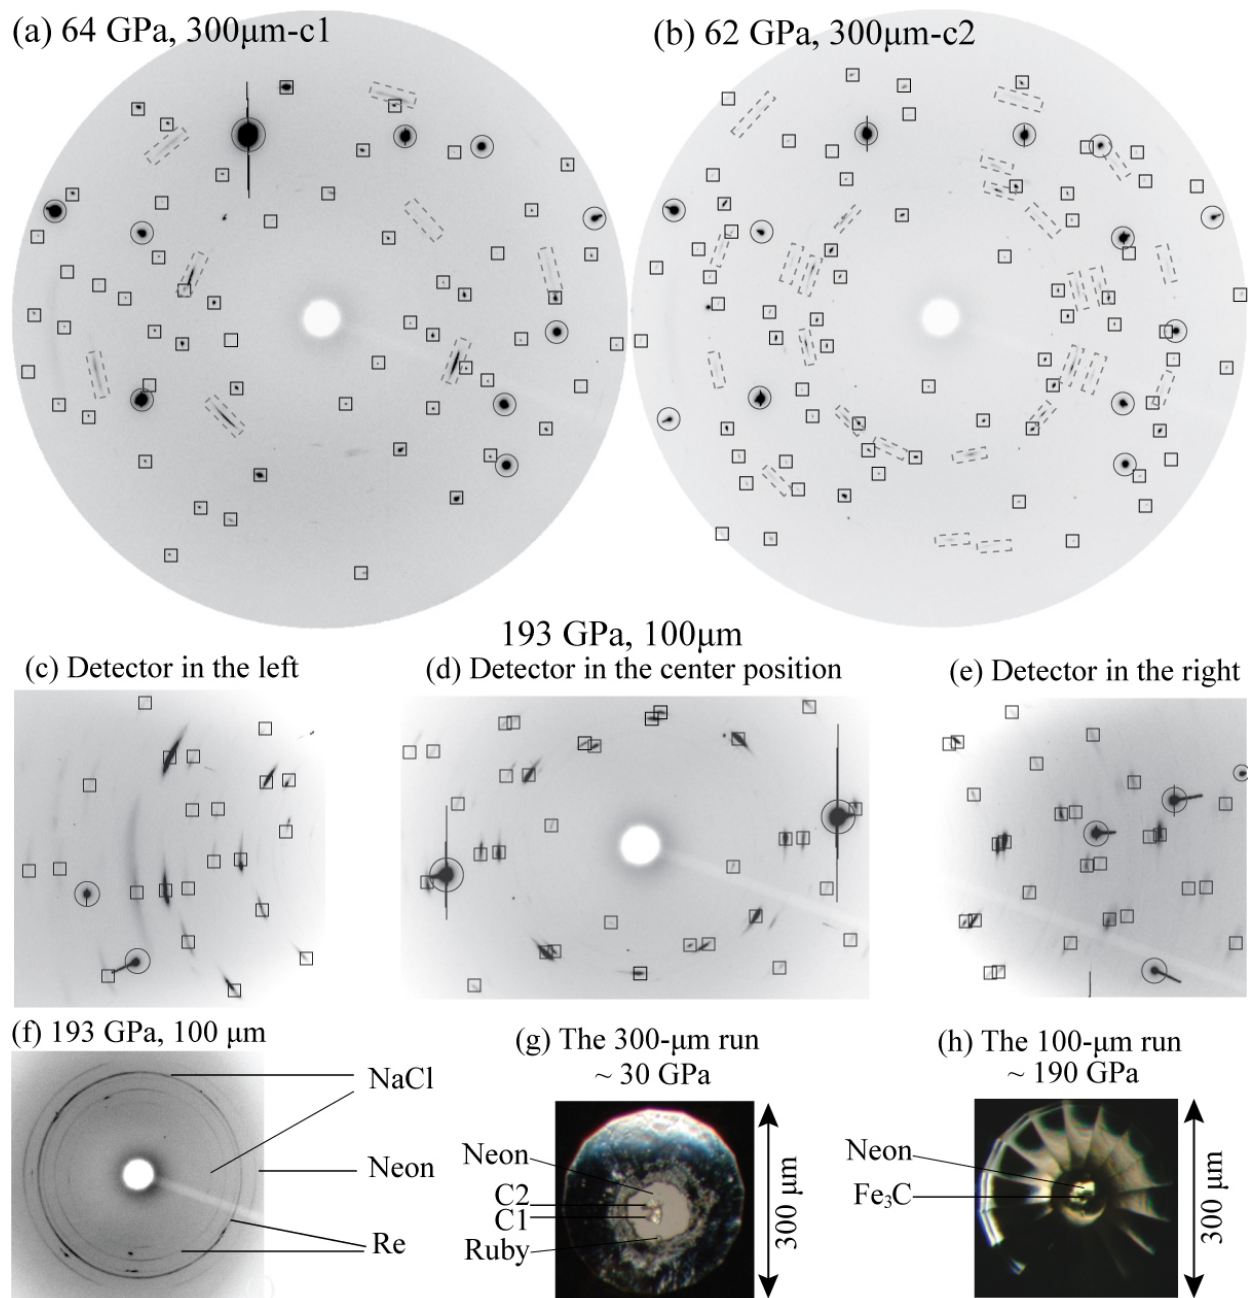 (a) 64 GPa, 300μm-c1
(b) 62 GPa, 300μm-c2
193 GPa, 100μm
(c) Detector in the left
(d) Detector in the center position
(e) Detector in the right
(f) 193 GPa, 100 μm
NaCl
Neon
Re
(g) The 300-μm run
~ 30 GPa
Neon
C2
C1
Ruby
300 μm
(h) The 100-μm run
~ 190 GPa
Neon
Fe₃C
300 μm